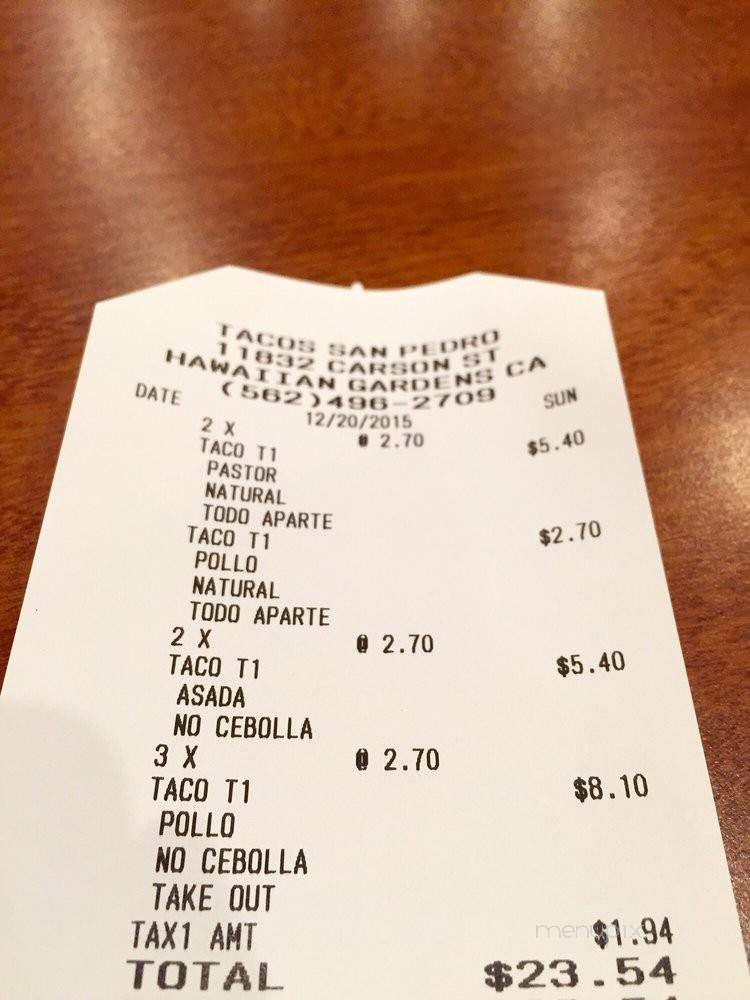 TACOS SAN PEDRO
11832 CARSON ST
HAWAIIAN GARDENS CA
(562)496-2709
DATE 12/20/2015 SUN
2 X @ 2.70 $5.40
TACO T1
PASTOR
NATURAL
TODO APARTE
TACO T1 $2.70
POLLO
NATURAL
TODO APARTE
2 X @ 2.70
TACO T1 $5.40
ASADA
NO CEBOLLA
3 X @ 2.70
TACO T1 $8.10
POLLO
NO CEBOLLA
TAKE OUT
TAX1 AMT $1.94
TOTAL $23.54
menupix